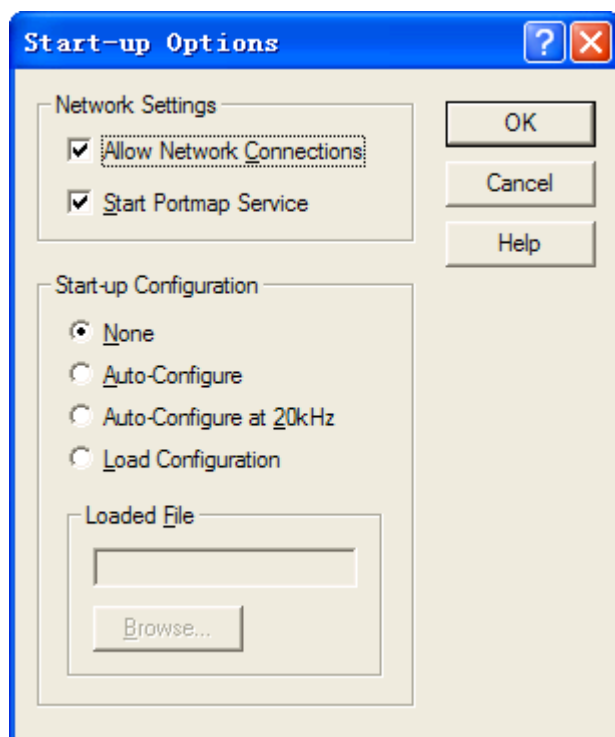 Start-up Options
Network Settings
Allow Network Connections
Start Portmap Service
OK
Cancel
Help
Start-up Configuration
None
Auto-Configure
Auto-Configure at 20kHz
Load Configuration
Loaded File
Browse...